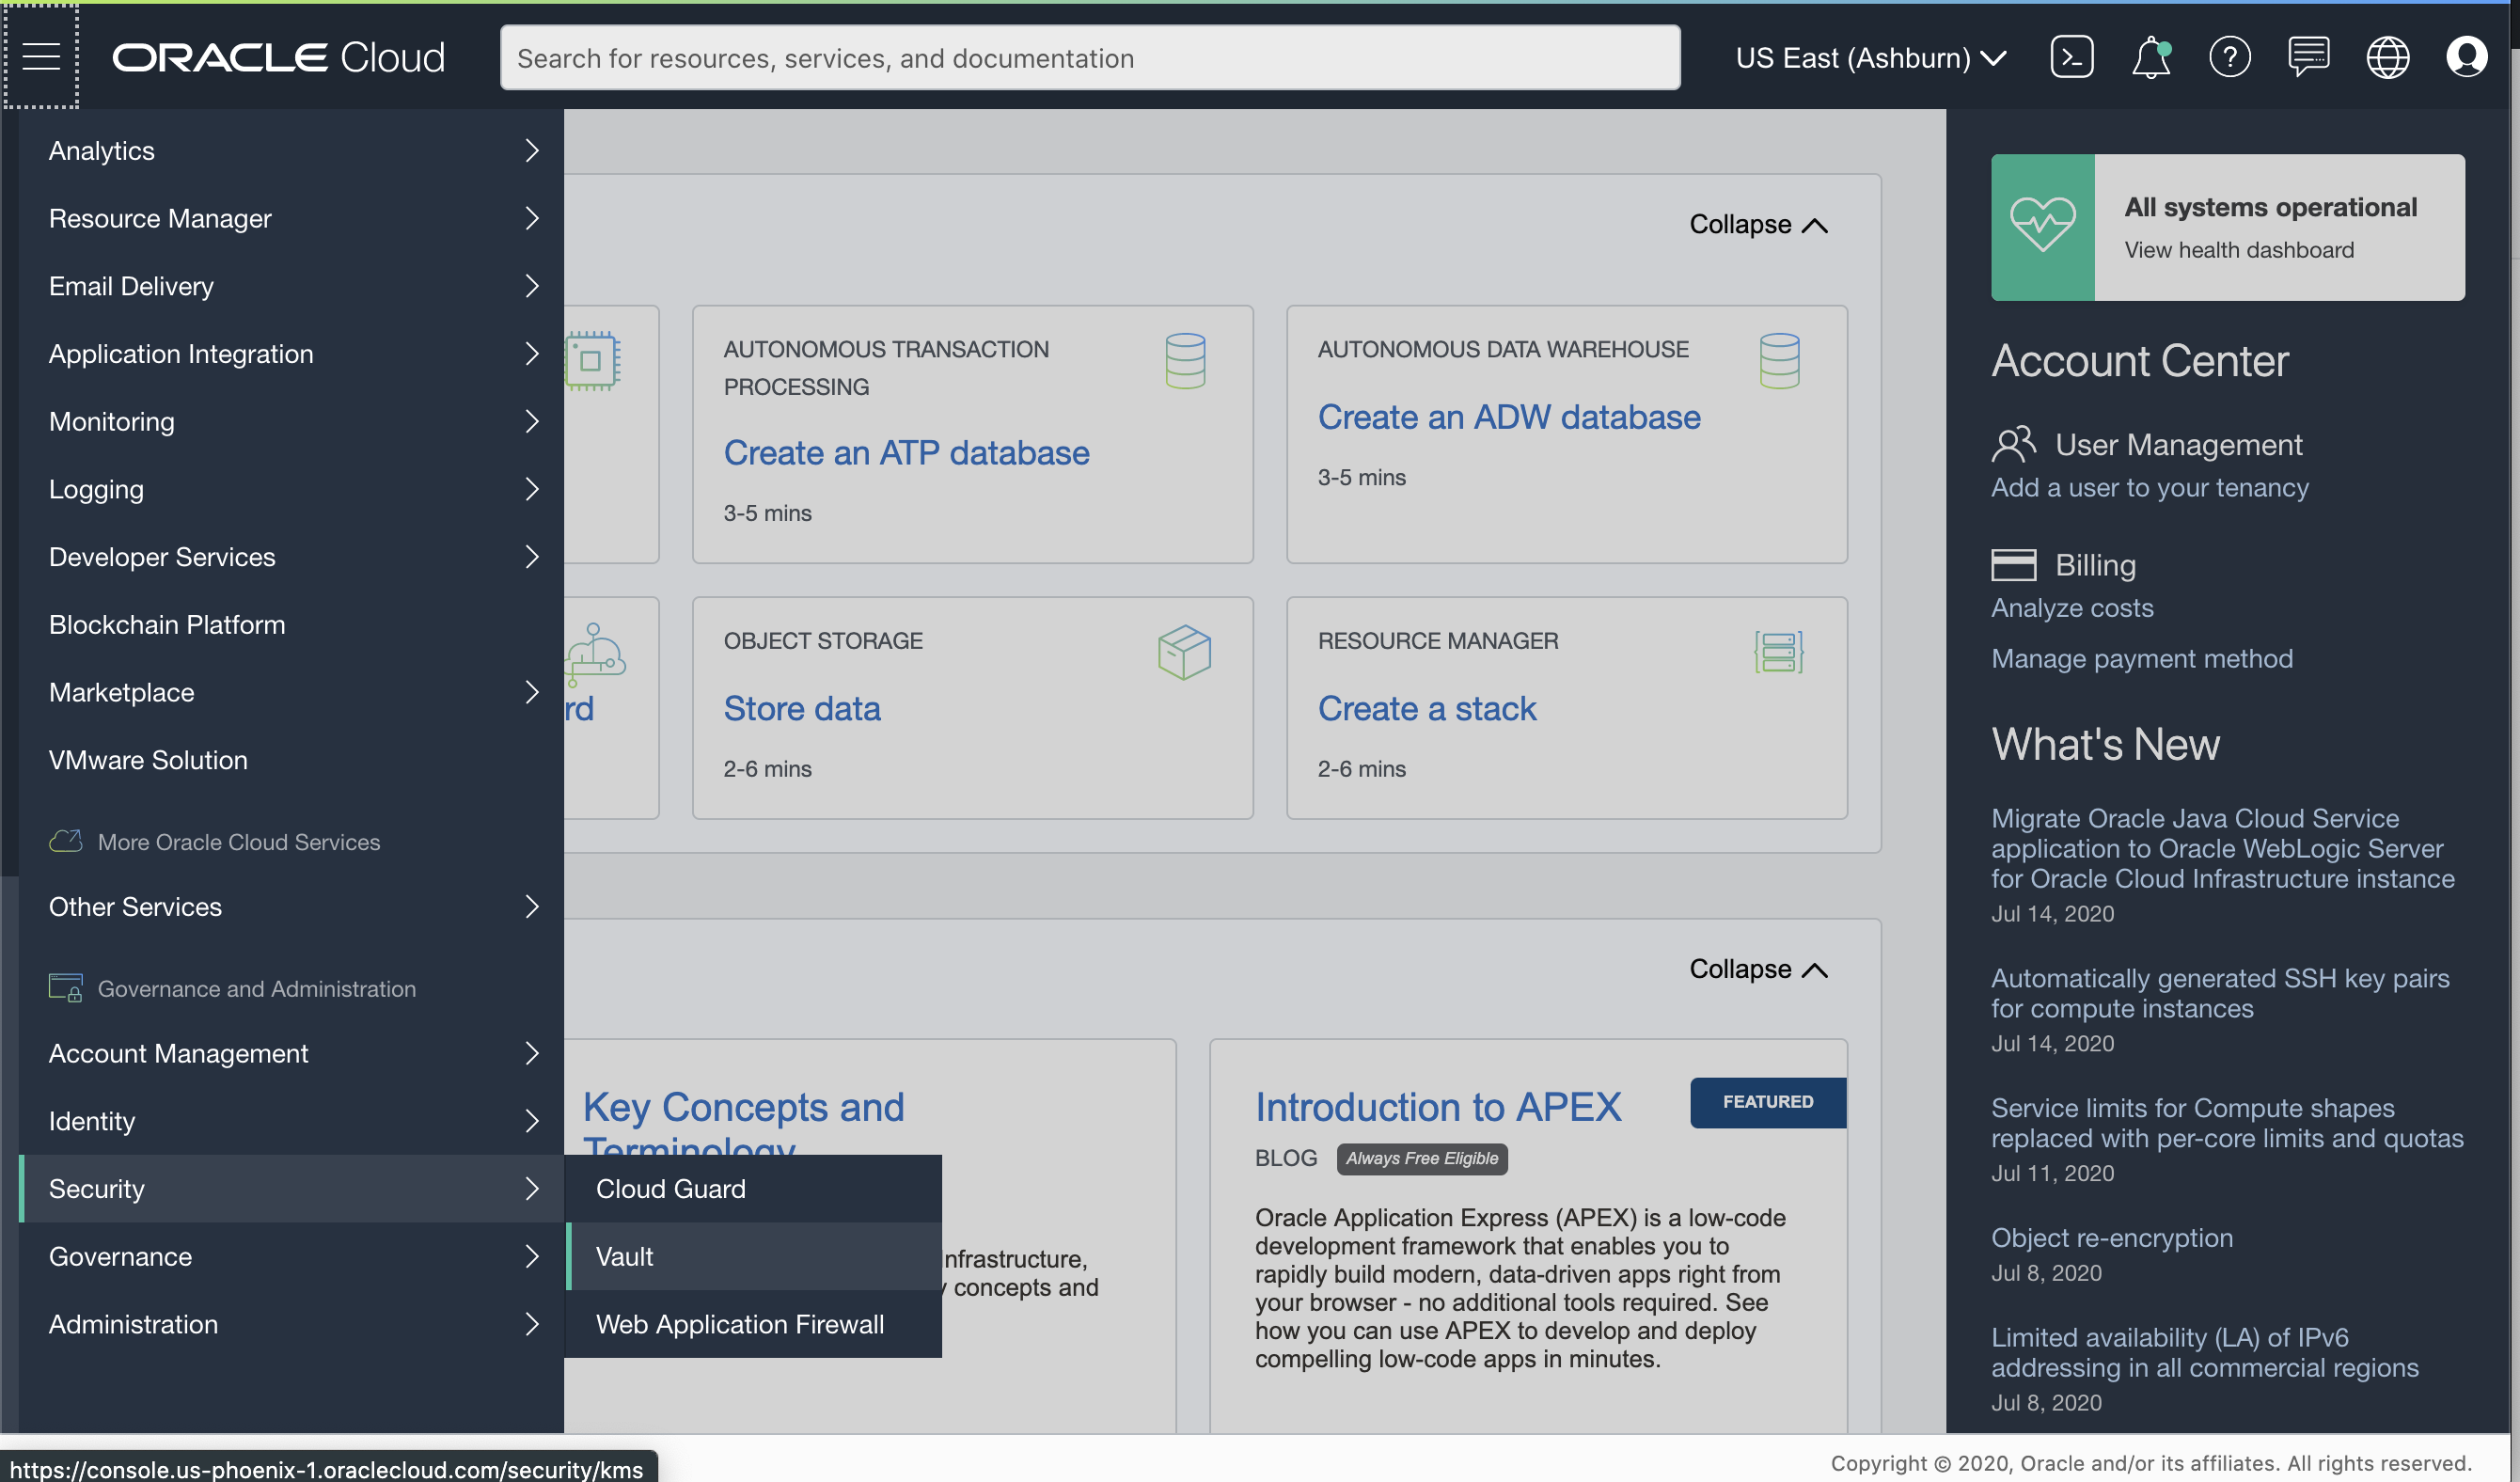 ORACLE Cloud
Search for resources, services, and documentation
US East (Ashburn)
Analytics
Resource Manager
Email Delivery
Application Integration
Monitoring
Logging
Developer Services
Blockchain Platform
Marketplace
VMware Solution
More Oracle Cloud Services
Other Services
Governance and Administration
Account Management
Identity
Security
Governance
Administration
Cloud Guard
Vault
Web Application Firewall
Collapse
AUTONOMOUS TRANSACTION
PROCESSING
Create an ATP database
3-5 mins
AUTONOMOUS DATA WAREHOUSE
Create an ADW database
3-5 mins
rd
OBJECT STORAGE
Store data
2-6 mins
RESOURCE MANAGER
Create a stack
2-6 mins
Collapse
Key Concepts and
Terminology
nfrastructure,
concepts and
Introduction to APEX
FEATURED
BLOG Always Free Eligible
Oracle Application Express (APEX) is a low-code
development framework that enables you to
rapidly build modern, data-driven apps right from
your browser - no additional tools required. See
how you can use APEX to develop and deploy
compelling low-code apps in minutes.
All systems operational
View health dashboard
Account Center
User Management
Add a user to your tenancy
Billing
Analyze costs
Manage payment method
What's New
Migrate Oracle Java Cloud Service
application to Oracle WebLogic Server
for Oracle Cloud Infrastructure instance
Jul 14, 2020
Automatically generated SSH key pairs
for compute instances
Jul 14, 2020
Service limits for Compute shapes
replaced with per-core limits and quotas
Jul 11, 2020
Object re-encryption
Jul 8, 2020
Limited availability (LA) of IPv6
addressing in all commercial regions
Jul 8, 2020
https://console.us-phoenix-1.oraclecloud.com/security/kms
Copyright © 2020, Oracle and/or its affiliates. All rights reserved.